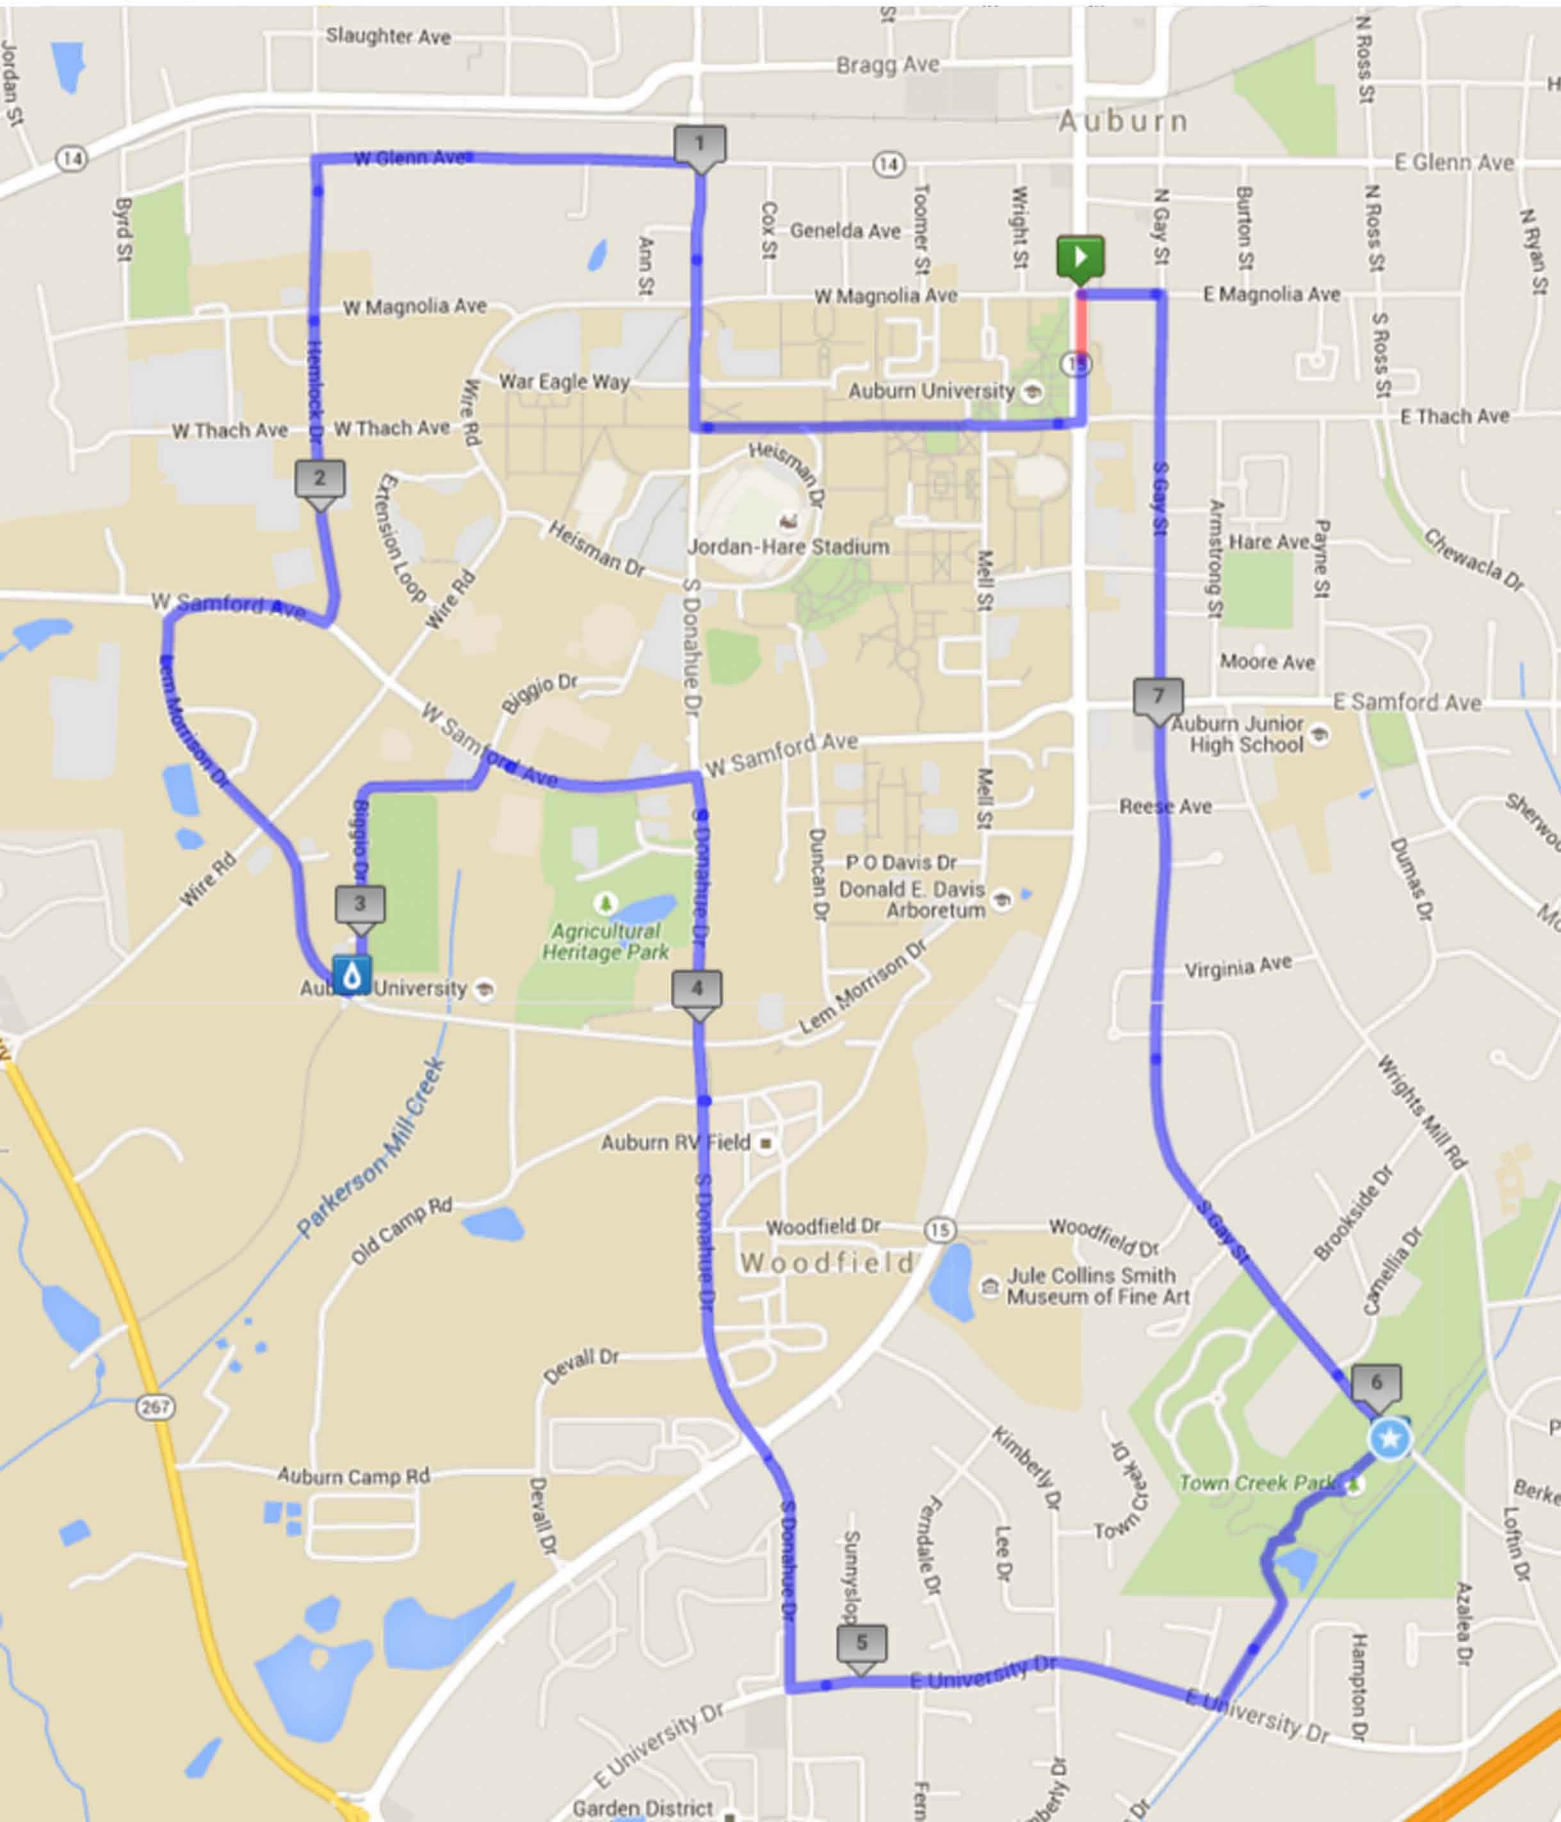 Slaughter Ave
Jordan St
St
Bragg Ave
N Ross St
Auburn
14
W Glenn Ave
1
14
E Glenn Ave
Byrd St
Ann St
Cox St
Genelda Ave
Toomer St
Wright St
N Gay St
Burton St
N Ross St
N Ryan St
W Magnolia Ave
W Magnolia Ave
E Magnolia Ave
S Ross St
Hemlock Dr
Wire Rd
War Eagle Way
Auburn University
15
W Thach Ave
W Thach Ave
E Thach Ave
2
Extension Loop
Heisman Dr
Heisman Dr
Jordan-Hare Stadium
S Gay St
Armstrong St
Hare Ave
Payne St
Chewacla Dr
Mell St
W Samford Ave
Wire Rd
S Donahue Dr
Moore Ave
Lem Morrison Dr
Biggio Dr
W Samford Ave
W Samford Ave
7
E Samford Ave
Auburn Junior
High School
Biggio Dr
S Donahue Dr
Mell St
Reese Ave
Sherwoo
Wire Rd
Duncan Dr
P O Davis Dr
Donald E. Davis
Arboretum
Dumas Dr
3
Agricultural
Heritage Park
Auburn University
4
Lem Morrison Dr
Virginia Ave
Parkerson-Mill-Creek
Wrights Mill Rd
Auburn RV Field
Old Camp Rd
S Donahue Dr
Woodfield Dr
15
Woodfield Dr
S Gay St
Brookside Dr
Camellia Dr
Woodfield
Jule Collins Smith
Museum of Fine Art
Devall Dr
267
6
Auburn Camp Rd
Kimberly Dr
Town Creek Dr
Town Creek Park
Berke
Devall Dr
S Donahue Dr
Sunnyslop
Ferndale Dr
Lee Dr
Loftin Dr
Azalea Dr
5
E University Dr
E University Dr
Hampton Dr
E University Dr
Fern
mberly Dr
Dr
Garden District